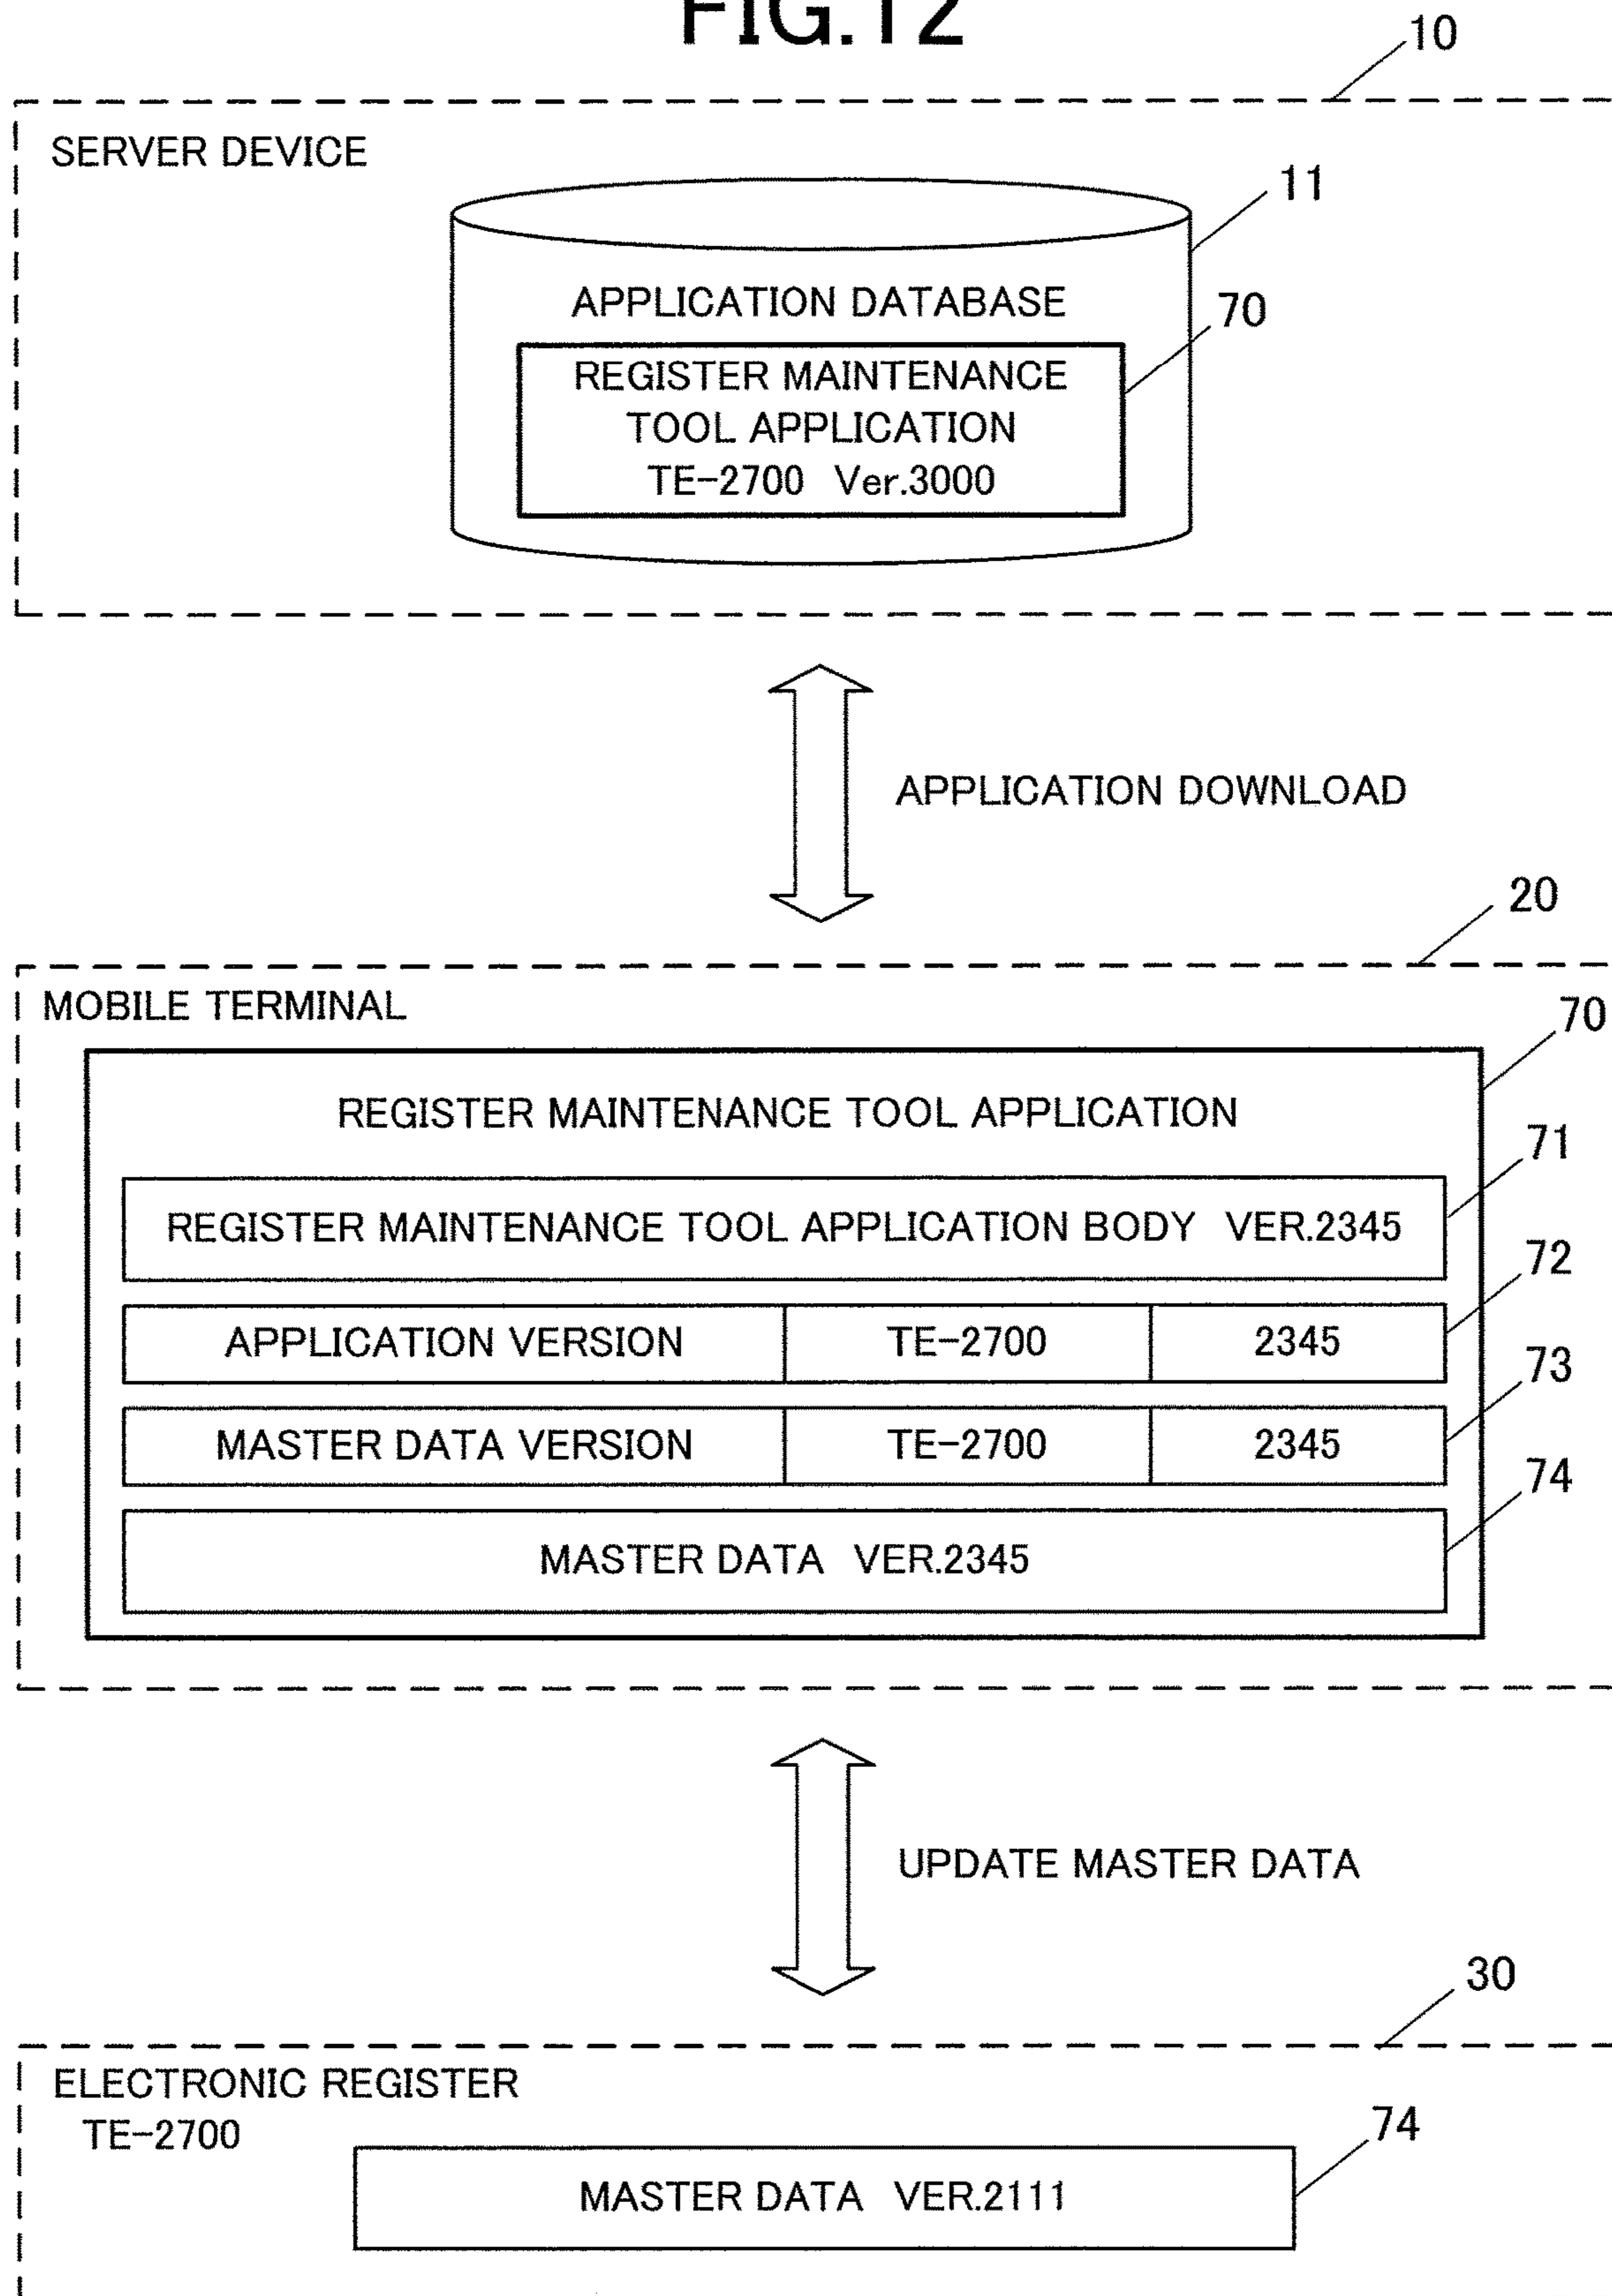 FIG.12
10
SERVER DEVICE
11
APPLICATION DATABASE
70
REGISTER MAINTENANCE
TOOL APPLICATION
TE-2700 Ver.3000
APPLICATION DOWNLOAD
20
MOBILE TERMINAL
70
REGISTER MAINTENANCE TOOL APPLICATION
71
REGISTER MAINTENANCE TOOL APPLICATION BODY VER.2345
72
APPLICATION VERSION TE-2700 2345
73
MASTER DATA VERSION TE-2700 2345
74
MASTER DATA VER.2345
UPDATE MASTER DATA
30
ELECTRONIC REGISTER
TE-2700
74
MASTER DATA VER.2111